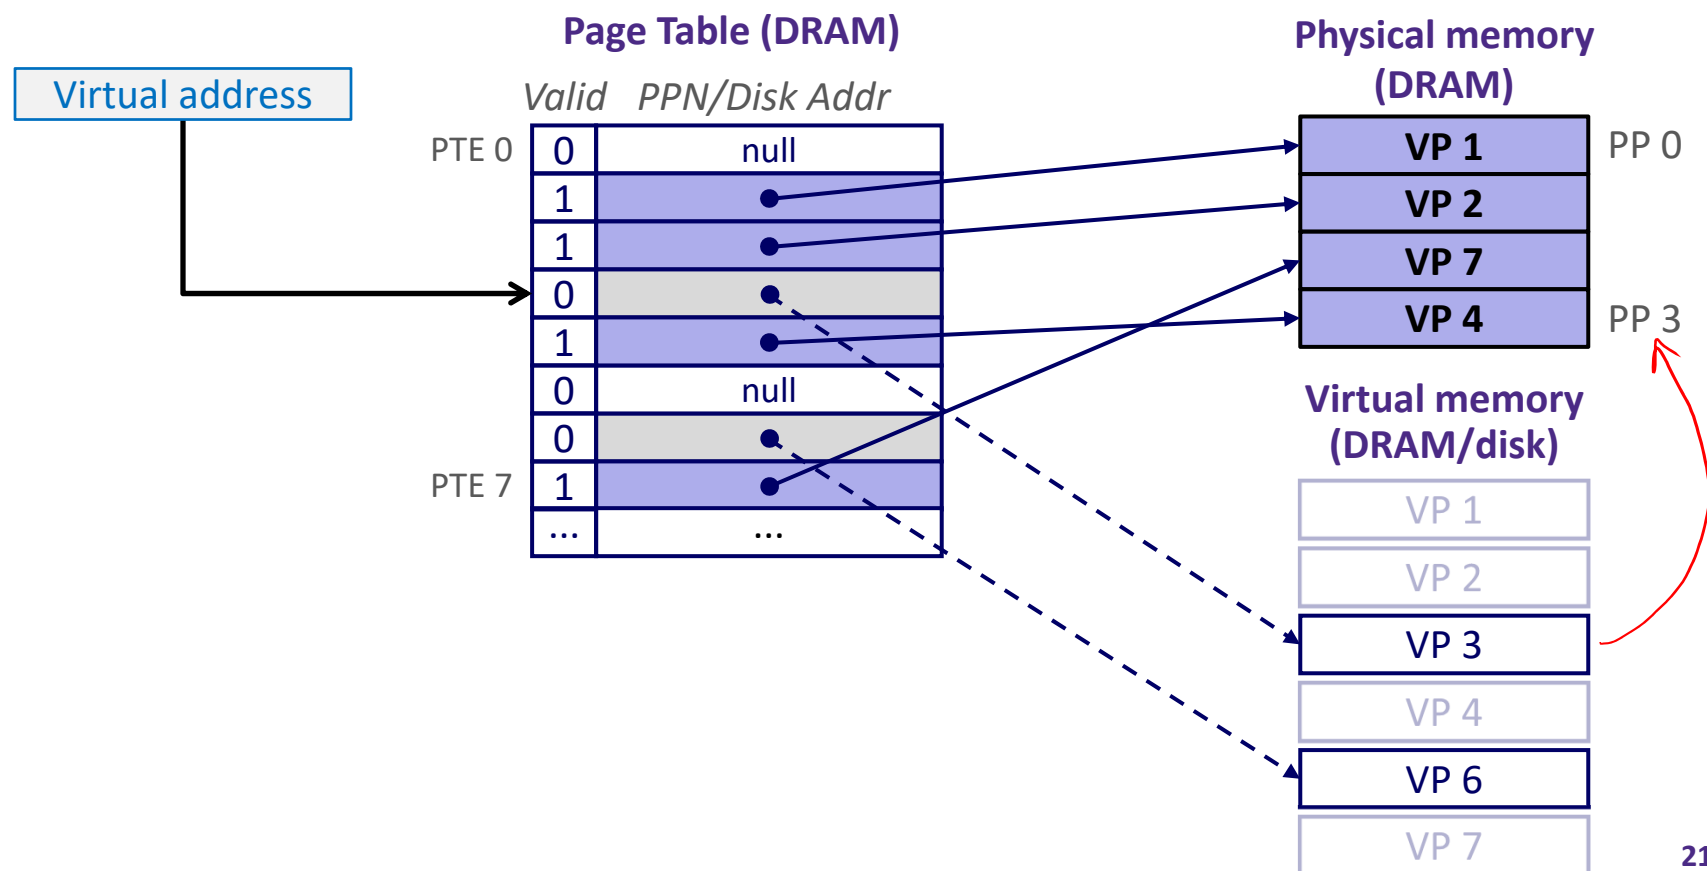 Page Table (DRAM)
Physical memory
(DRAM)
Virtual address
Valid PPN/Disk Addr
PTE 0 0 null
1
1
0
1
0 null
0
PTE 7 1
... ...
VP 1 PP 0
VP 2
VP 7
VP 4 PP 3
Virtual memory
(DRAM/disk)
VP 1
VP 2
VP 3
VP 4
VP 6
VP 7
21